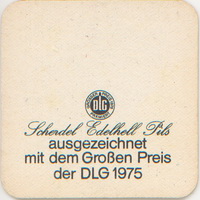 DLG
Scherdel Edelhell Pils
ausgezeichnet
mit dem Großen Preis
der DLG 1975